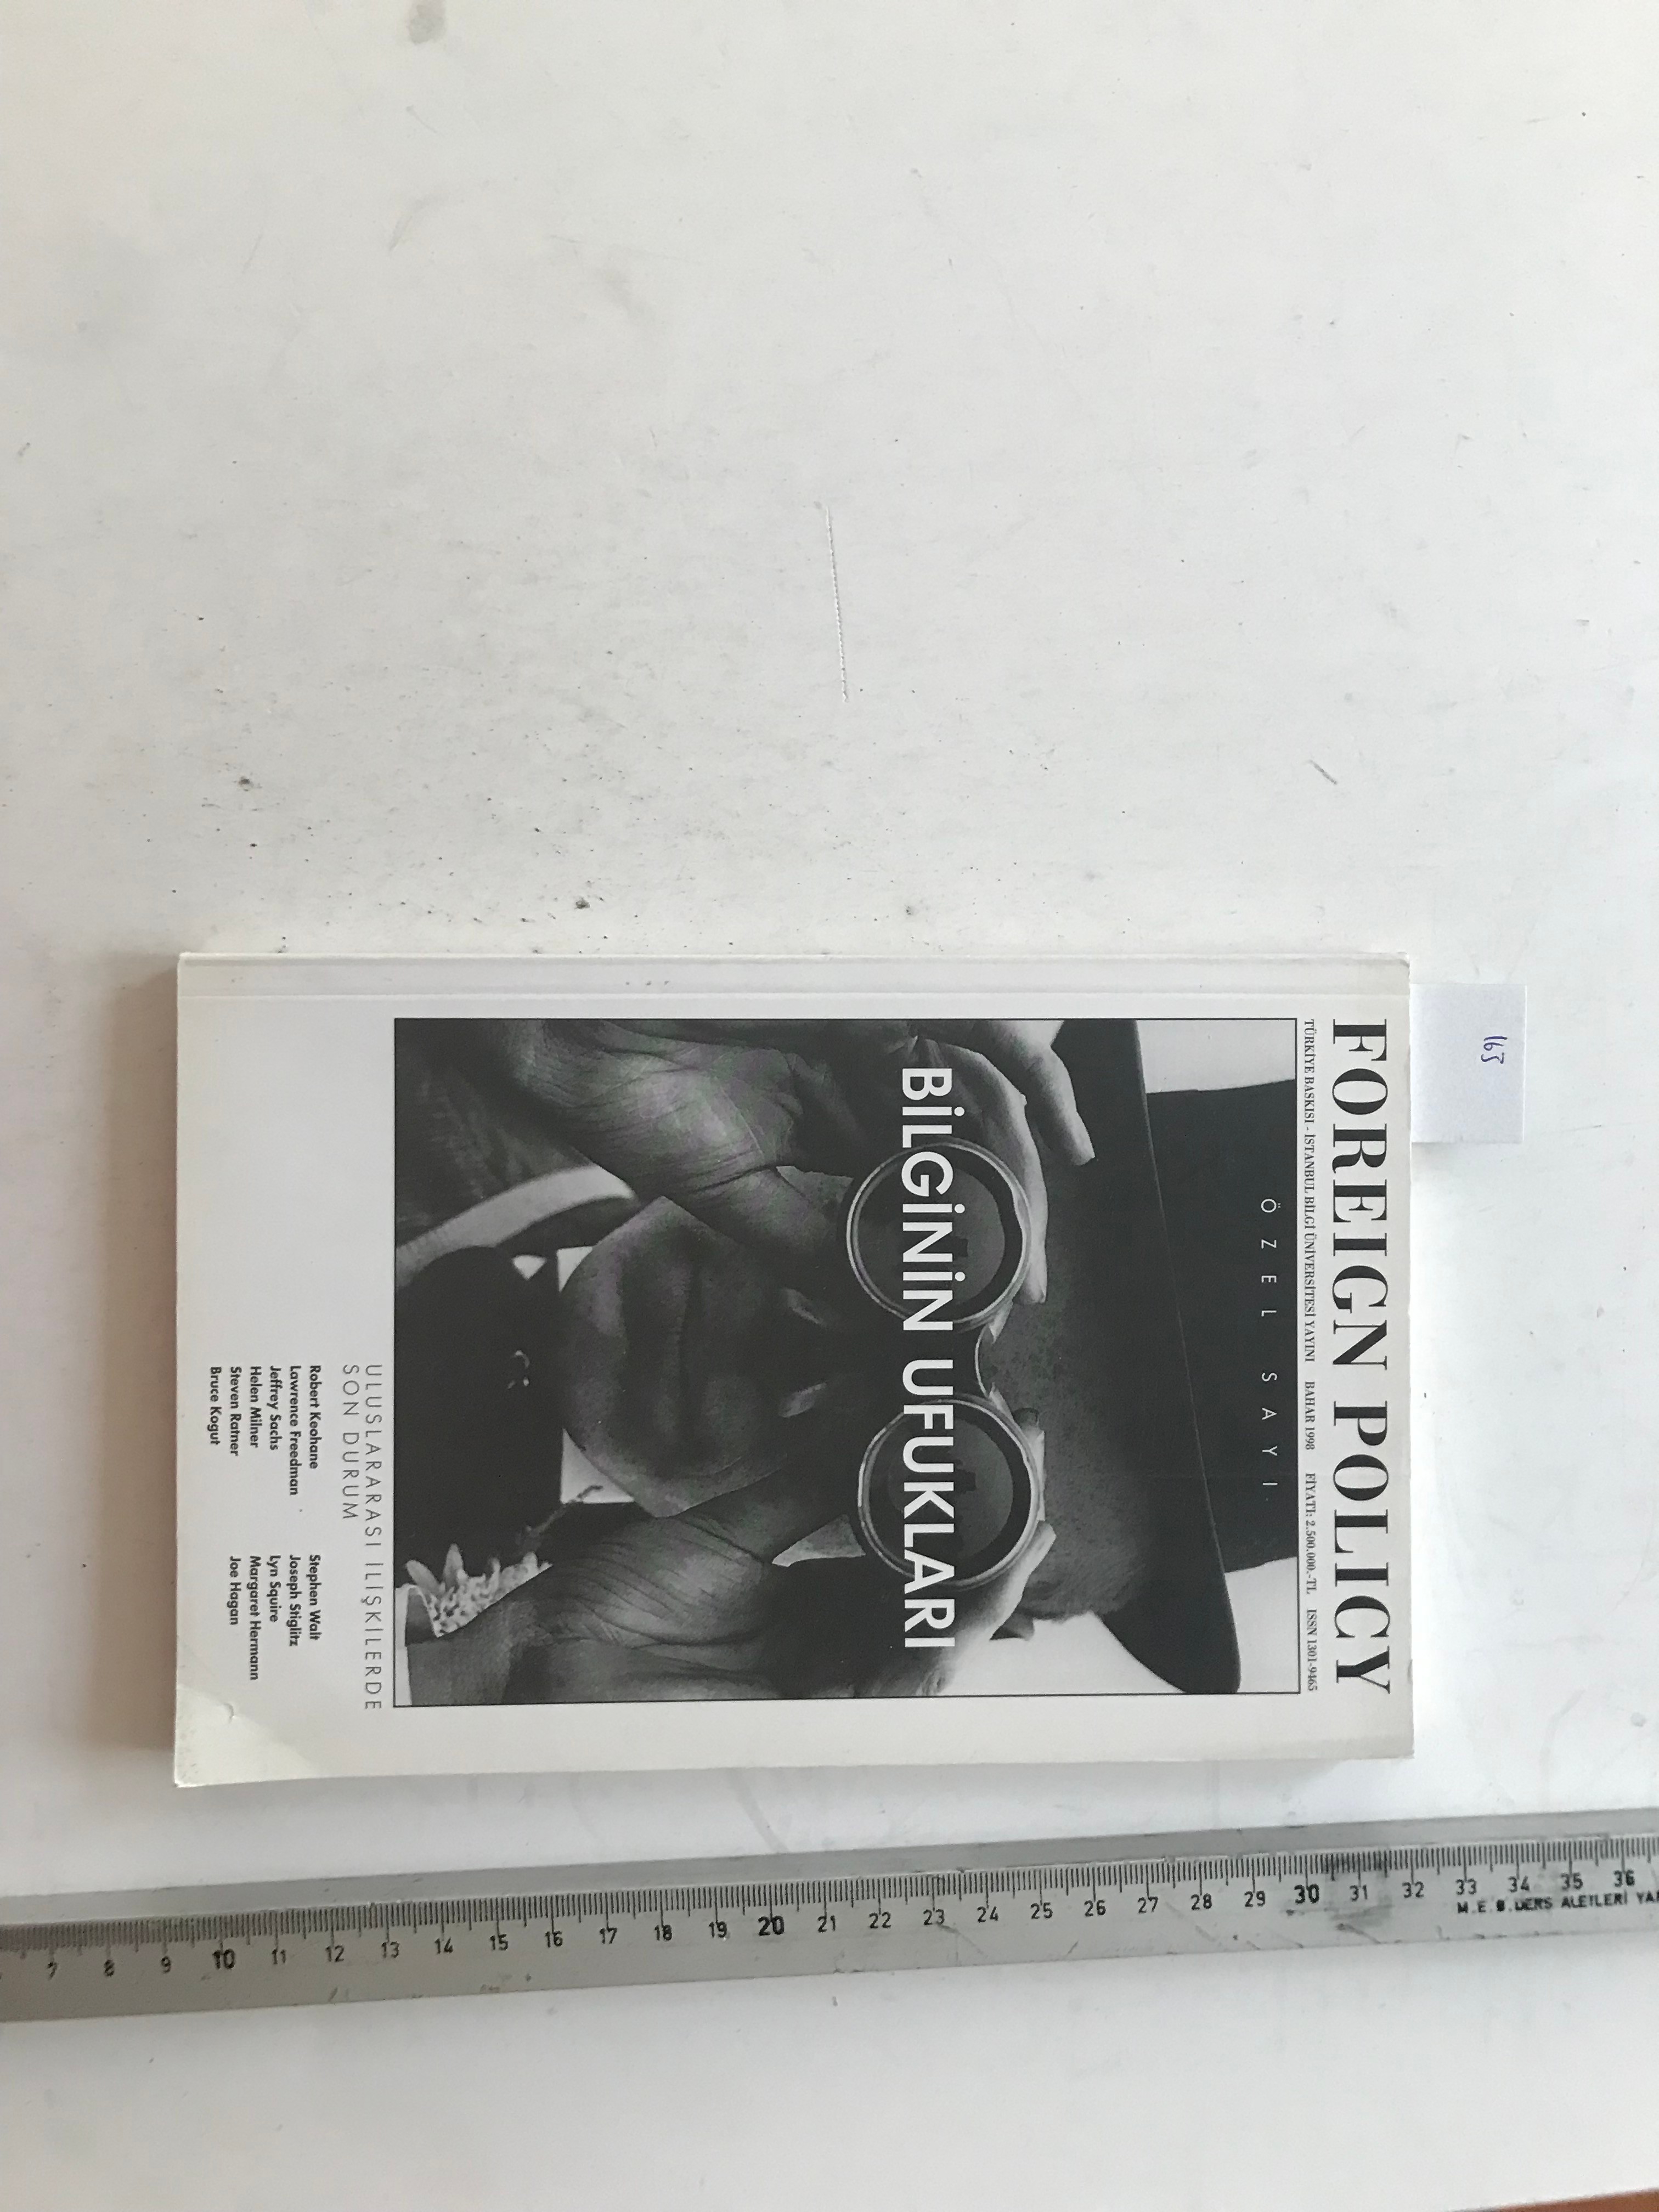 163
FOREIGN POLICY
TÜRKİYE BASKISI - İSTANBUL BİLGİ ÜNİVERSİTESİ YAYINI BAHAR 1998 FİYATI: 2.500.000.-TL ISSN 1301-9465
ÖZEL SAYI
BİLGİNİN UFUKLARI
ULUSLARARASI İLİŞKİLERDE
SON DURUM
Robert Keohane
Lawrence Freedman
Jeffrey Sachs
Helen Milner
Steven Ratner
Bruce Kogut
Stephen Walt
Joseph Stiglitz
Lyn Squire
Margaret Hermann
Joe Hagan
7 8 9 10 11 12 13 14 15 16 17 18 19 20 21 22 23 24 25 26 27 28 29 30 31 32 33 34 35 36
M.E.B. DERS ALETLERİ